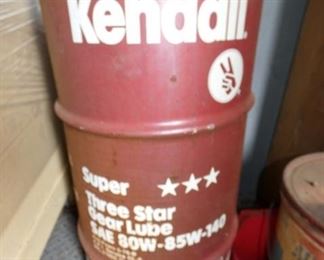 Kendall
Super
Three Star
Gear Lube
SAE 80W-85W-140